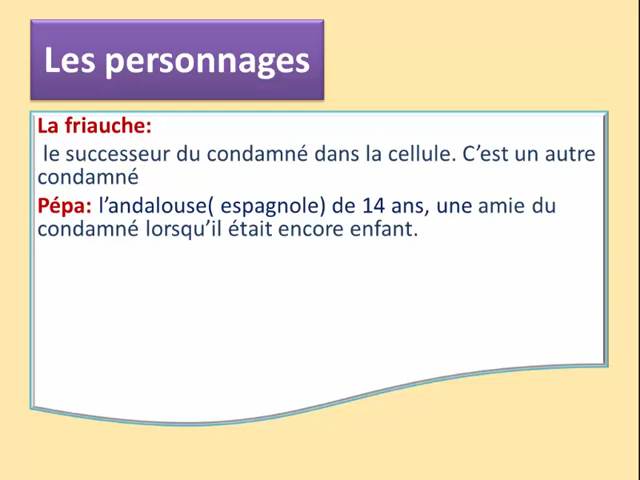 Les personnages
La friauche:
le successeur du condamné dans la cellule. C’est un autre
condamné
Pépa: l’andalouse( espagnole) de 14 ans, une amie du
condamné lorsqu’il était encore enfant.